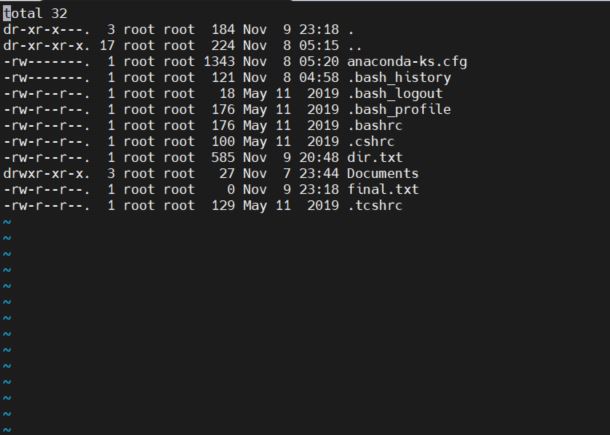 total 32
dr-xr-x---.  3 root root  184 Nov  9 23:18 .
dr-xr-xr-x. 17 root root  224 Nov  8 05:15 ..
-rw-------.  1 root root 1343 Nov  8 05:20 anaconda-ks.cfg
-rw-------.  1 root root  121 Nov  8 04:58 .bash_history
-rw-r--r--.  1 root root   18 May 11  2019 .bash_logout
-rw-r--r--.  1 root root  176 May 11  2019 .bash_profile
-rw-r--r--.  1 root root  176 May 11  2019 .bashrc
-rw-r--r--.  1 root root  100 May 11  2019 .cshrc
-rw-r--r--.  1 root root  585 Nov  9 20:48 dir.txt
drwxr-xr-x.  3 root root   27 Nov  7 23:44 Documents
-rw-r--r--.  1 root root    0 Nov  9 23:18 final.txt
-rw-r--r--.  1 root root  129 May 11  2019 .tcshrc
~
~
~
~
~
~
~
~
~
~
~
~
~
~